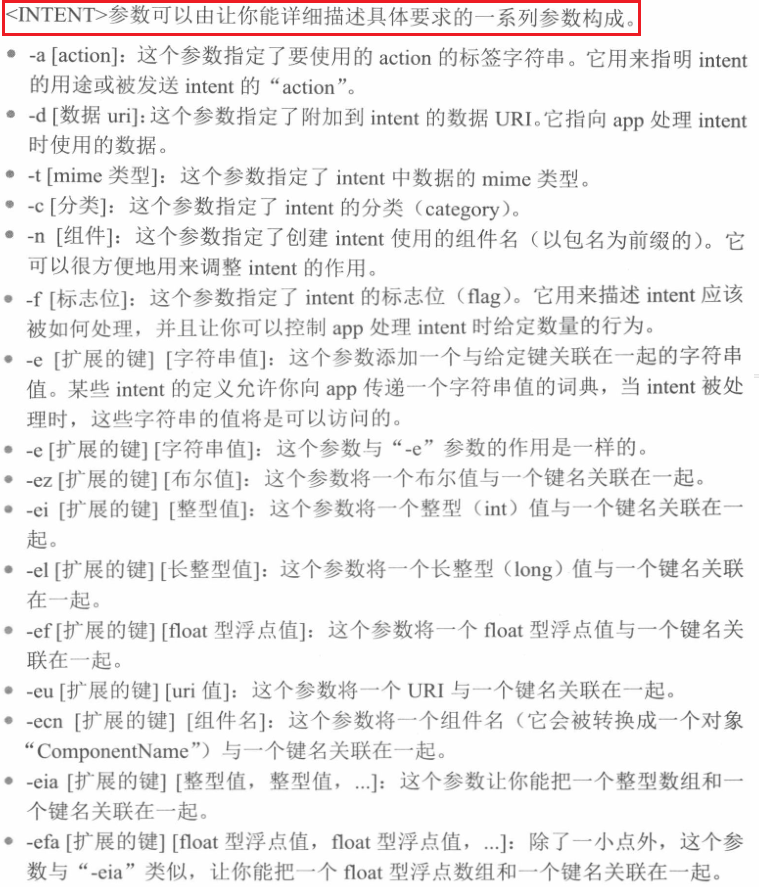 <INTENT>参数可以由让你能详细描述具体要求的一系列参数构成。
• -a [action]：这个参数指定了要使用的 action 的标签字符串。它用来指明 intent
的用途或被发送 intent 的“action”。
• -d [数据 uri]：这个参数指定了附加到 intent 的数据 URI。它指向 app 处理 intent
时使用的数据。
• -t [mime 类型]：这个参数指定了 intent 中数据的 mime 类型。
• -c [分类]：这个参数指定了 intent 的分类（category）。
• -n [组件]：这个参数指定了创建 intent 使用的组件名（以包名为前缀的）。它
可以很方便地用来调整 intent 的作用。
• -f [标志位]：这个参数指定了 intent 的标志位（flag）。它用来描述 intent 应该
被如何处理，并且让你可以控制 app 处理 intent 时给定数量的行为。
• -e [扩展的键] [字符串值]：这个参数添加一个与给定键关联在一起的字符串
值。某些 intent 的定义允许你向 app 传递一个字符串值的词典，当 intent 被处
理时，这些字符串的值将是可以访问的。
• -e [扩展的键] [字符串值]：这个参数与“-e”参数的作用是一样的。
• -ez [扩展的键] [布尔值]：这个参数将一个布尔值与一个键名关联在一起。
• -ei [扩展的键] [整型值]：这个参数将一个整型（int）值与一个键名关联在一
起。
• -el [扩展的键] [长整型值]：这个参数将一个长整型（long）值与一个键名关联
在一起。
• -ef [扩展的键] [float 型浮点值]：这个参数将一个 float 型浮点值与一个键名关
联在一起。
• -eu [扩展的键] [uri 值]：这个参数将一个 URI 与一个键名关联在一起。
• -ecn [扩展的键] [组件名]：这个参数将一个组件名（它会被转换成一个对象
“ComponentName”）与一个键名关联在一起。
• -eia [扩展的键] [整型值，整型值，...]：这个参数让你能把一个整型数组和一
个键名关联在一起。
• -efa [扩展的键] [float 型浮点值，float 型浮点值，...]：除了一小点外，这个参
数与“-eia”类似，让你能把一个 float 型浮点数组和一个键名关联在一起。